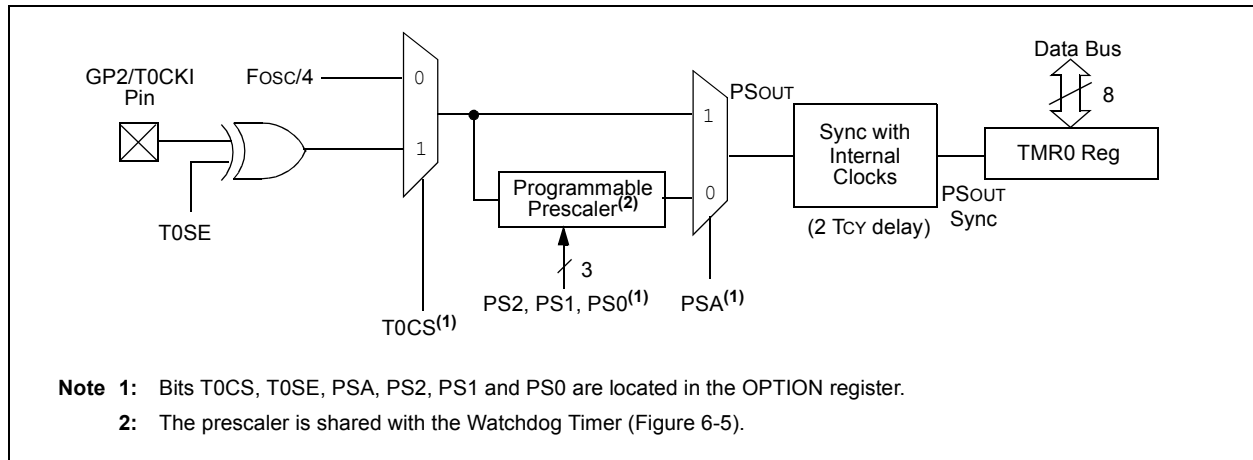 Data Bus
8
GP2/T0CKI
Pin
FOSC/4
0
1
T0SE
T0CS(1)
Programmable
Prescaler(2)
3
PS2, PS1, PS0(1)
PSOUT
1
0
PSA(1)
Sync with
Internal
Clocks
(2 TCY delay)
PSOUT
Sync
TMR0 Reg
Note 1: Bits T0CS, T0SE, PSA, PS2, PS1 and PS0 are located in the OPTION register.
2: The prescaler is shared with the Watchdog Timer (Figure 6-5).